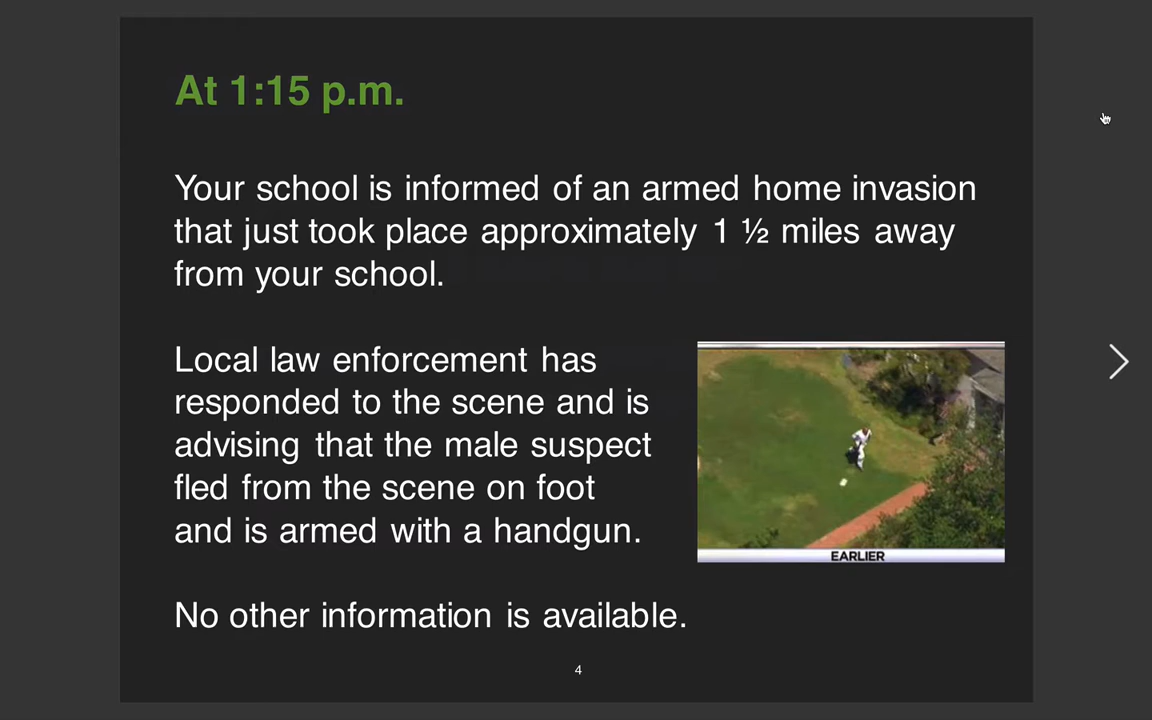 At 1:15 p.m.
Your school is informed of an armed home invasion
that just took place approximately 1 ½ miles away
from your school.
Local law enforcement has
responded to the scene and is
advising that the male suspect
fled from the scene on foot
and is armed with a handgun.
EARLIER
No other information is available.
4